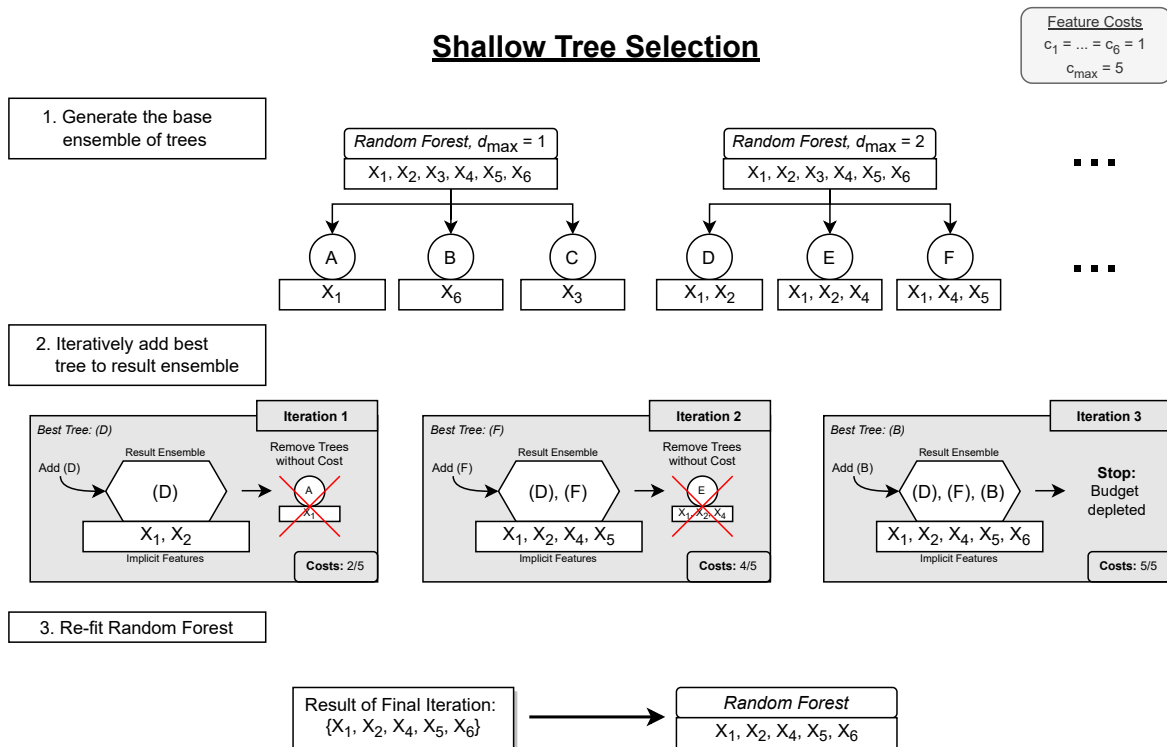 Shallow Tree Selection
Feature Costs
c1 = ... = c6 = 1
cmax = 5
1. Generate the base
ensemble of trees
Random Forest, dmax = 1
X1, X2, X3, X4, X5, X6
Random Forest, dmax = 2
X1, X2, X3, X4, X5, X6
...
A
B
C
D
E
F
...
X1
X6
X3
X1, X2
X1, X2, X4
X1, X4, X5
2. Iteratively add best
tree to result ensemble
Iteration 1
Best Tree: (D)
Result Ensemble
Remove Trees
without Cost
Add (D)
(D)
A
X1
X1, X2
Implicit Features
Costs: 2/5
Iteration 2
Best Tree: (F)
Result Ensemble
Remove Trees
without Cost
Add (F)
(D), (F)
E
X1, X2, X4
X1, X2, X4, X5
Implicit Features
Costs: 4/5
Iteration 3
Best Tree: (B)
Result Ensemble
Add (B)
(D), (F), (B)
Stop:
Budget
depleted
X1, X2, X4, X5, X6
Implicit Features
Costs: 5/5
3. Re-fit Random Forest
Result of Final Iteration:
{X1, X2, X4, X5, X6}
Random Forest
X1, X2, X4, X5, X6